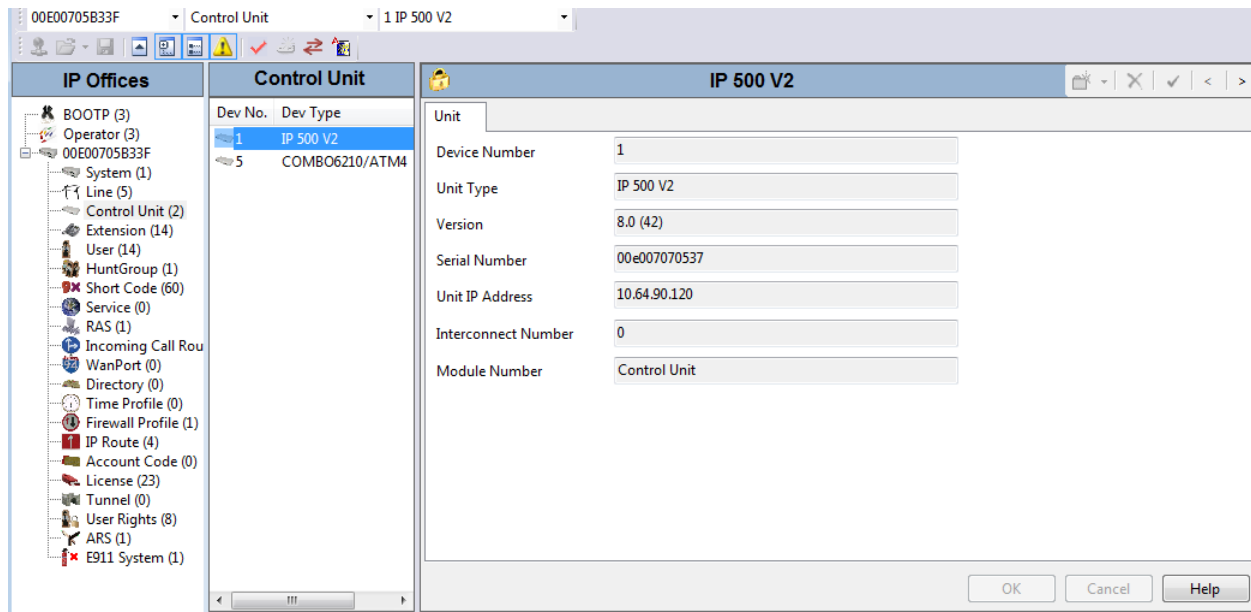 00E00705B33F Control Unit 1 IP 500 V2
IP Offices
BOOTP (3)
Operator (3)
00E00705B33F
System (1)
Line (5)
Control Unit (2)
Extension (14)
User (14)
HuntGroup (1)
Short Code (60)
Service (0)
RAS (1)
Incoming Call Rou
WanPort (0)
Directory (0)
Time Profile (0)
Firewall Profile (1)
IP Route (4)
Account Code (0)
License (23)
Tunnel (0)
User Rights (8)
ARS (1)
E911 System (1)
Control Unit
Dev No. Dev Type
1 IP 500 V2
5 COMBO6210/ATM4
IP 500 V2
Unit
Device Number 1
Unit Type IP 500 V2
Version 8.0 (42)
Serial Number 00e007070537
Unit IP Address 10.64.90.120
Interconnect Number 0
Module Number Control Unit
OK Cancel Help